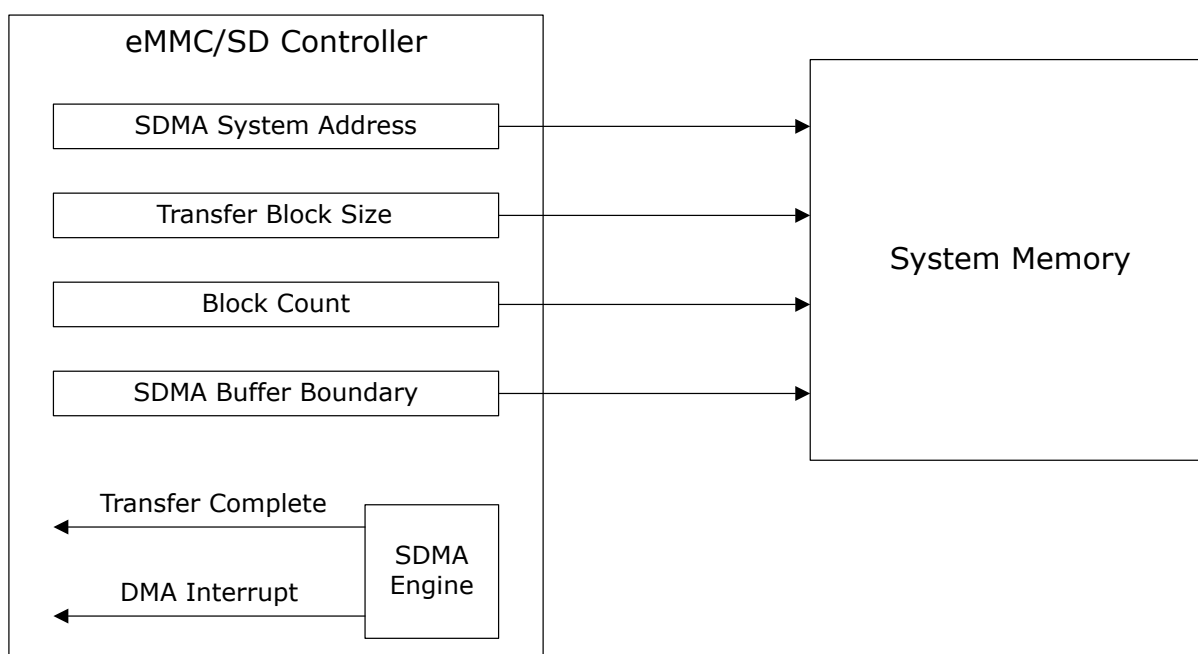 eMMC/SD Controller
SDMA System Address
Transfer Block Size
Block Count
SDMA Buffer Boundary
System Memory
Transfer Complete
DMA Interrupt
SDMA
Engine